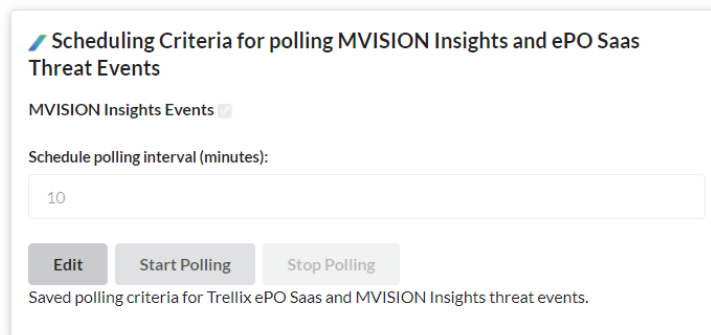 Scheduling Criteria for polling MVISION Insights and ePO Saas
Threat Events
MVISION Insights Events
Schedule polling interval (minutes):
10
Edit Start Polling Stop Polling
Saved polling criteria for Trellix ePO Saas and MVISION Insights threat events.